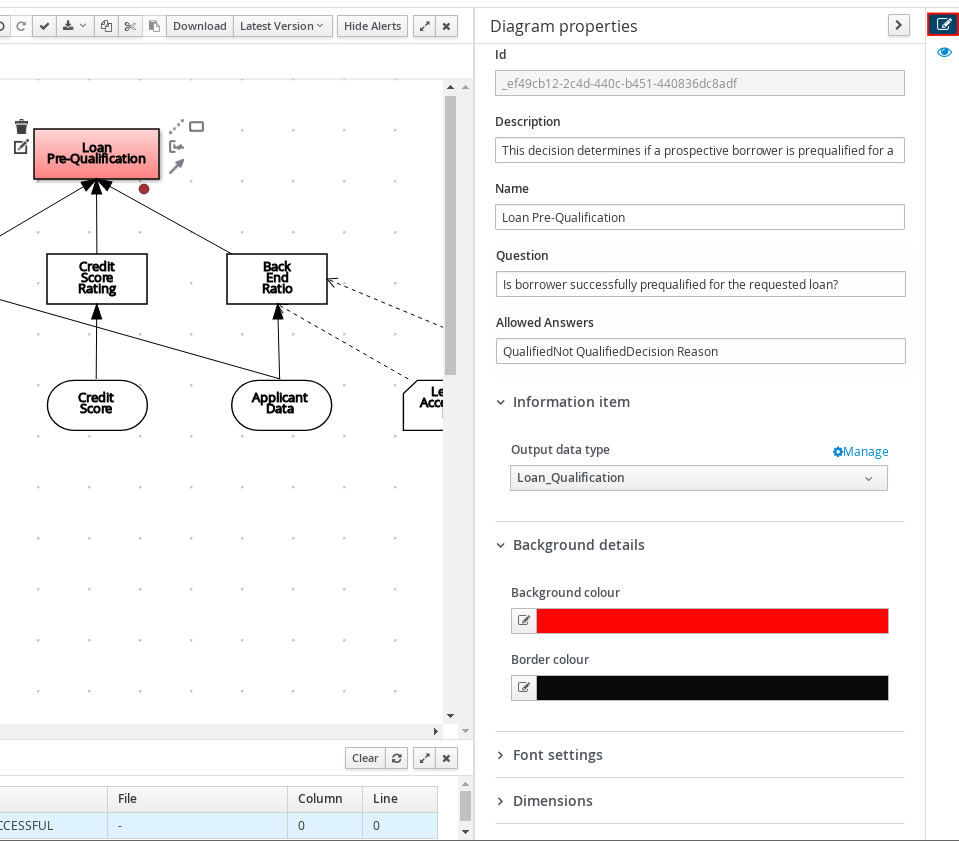 Download
Latest Version
Hide Alerts
Diagram properties
Id
_ef49cb12-2c4d-440c-b451-440836dc8adf
Description
This decision determines if a prospective borrower is prequalified for a
Name
Loan Pre-Qualification
Question
Is borrower successfully prequalified for the requested loan?
Allowed Answers
QualifiedNot QualifiedDecision Reason
Information item
Output data type
Manage
Loan_Qualification
Background details
Background colour
Border colour
Font settings
Dimensions
Loan
Pre-Qualification
Credit
Score
Rating
Back
End
Ratio
Credit
Score
Applicant
Data
Le
Acce
Clear
File
Column
Line
CCESSFUL
-
0
0